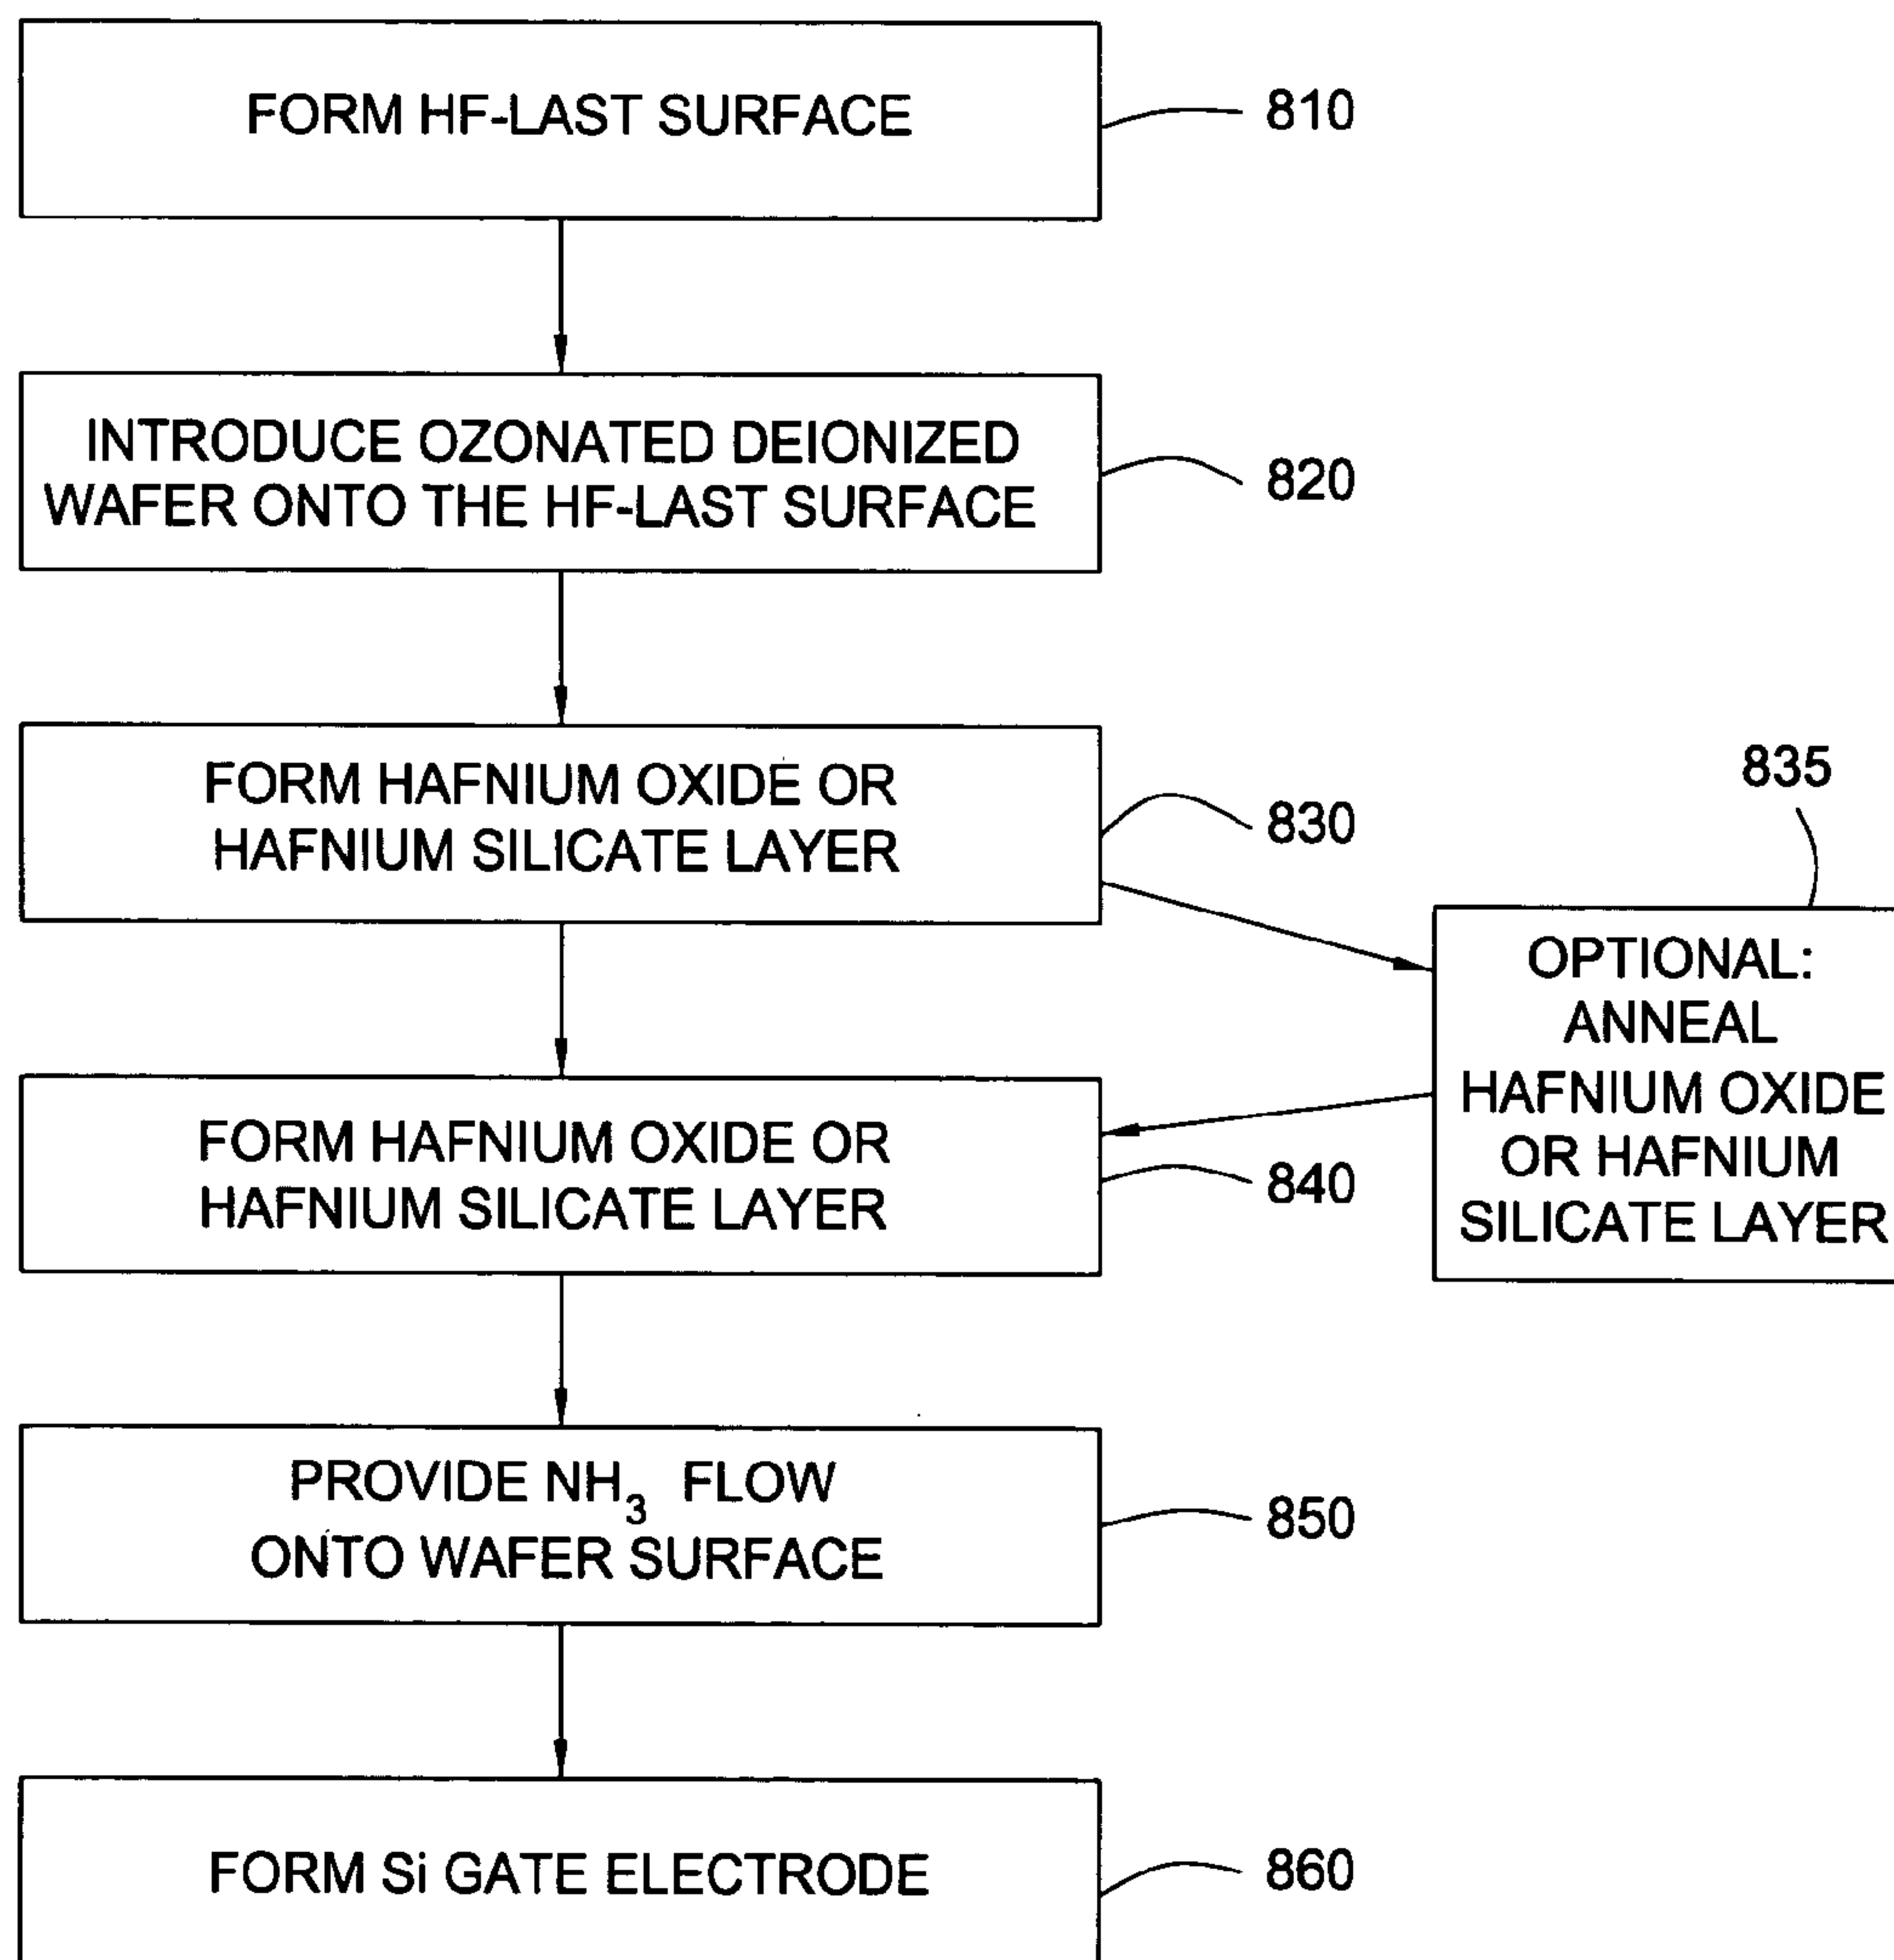 FORM HF-LAST SURFACE
810
INTRODUCE OZONATED DEIONIZED
WAFER ONTO THE HF-LAST SURFACE
820
FORM HAFNIUM OXIDE OR
HAFNIUM SILICATE LAYER
830
835
OPTIONAL:
ANNEAL
HAFNIUM OXIDE
OR HAFNIUM
SILICATE LAYER
FORM HAFNIUM OXIDE OR
HAFNIUM SILICATE LAYER
840
PROVIDE NH₃ FLOW
ONTO WAFER SURFACE
850
FORM Si GATE ELECTRODE
860